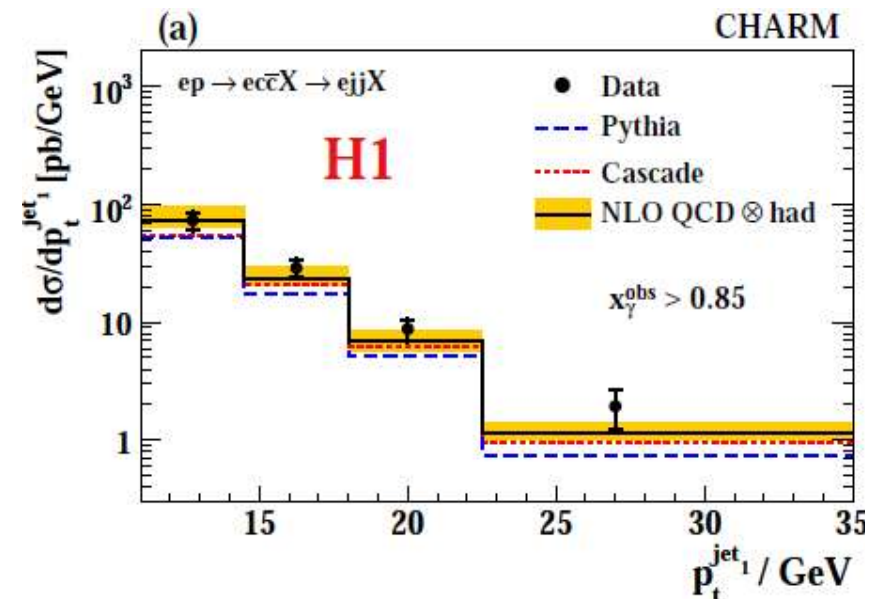 (a) CHARM
dσ/dp_t^jet₁ [pb/GeV]
10³
10²
10
1
ep → ecc̄X → ejjX
H1
Data
Pythia
Cascade
NLO QCD ⊗ had
x_γ^obs > 0.85
15 20 25 30 35
p_t^jet₁ / GeV